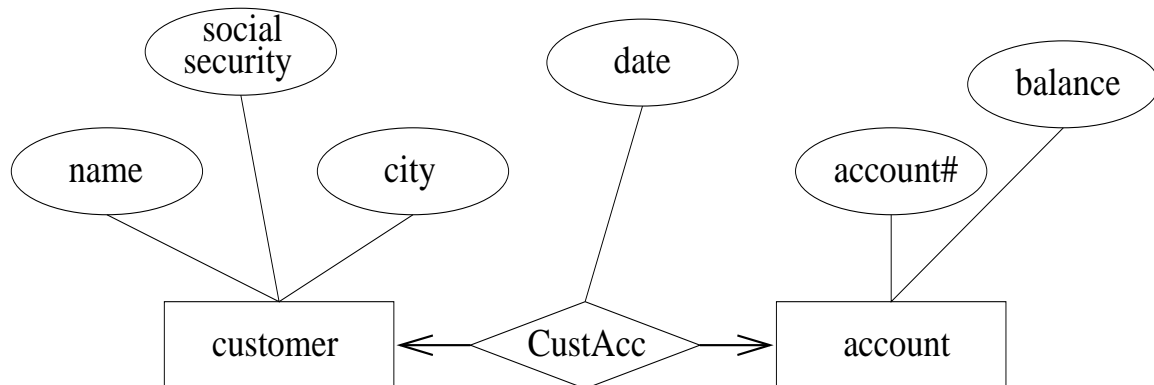 social
security
date
balance
name
city
account#
customer
CustAcc
account